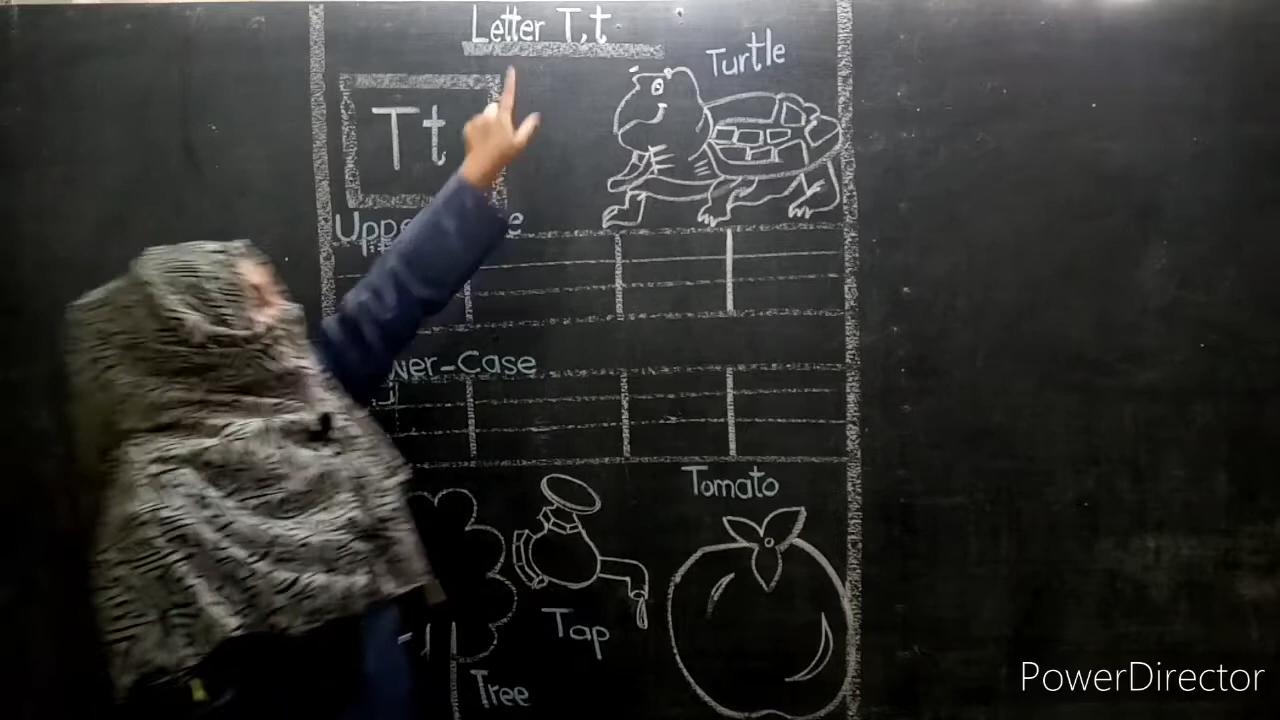 Letter T,t
Turtle
Tt
wer-Case
Tomato
Tap
Tree
PowerDirector